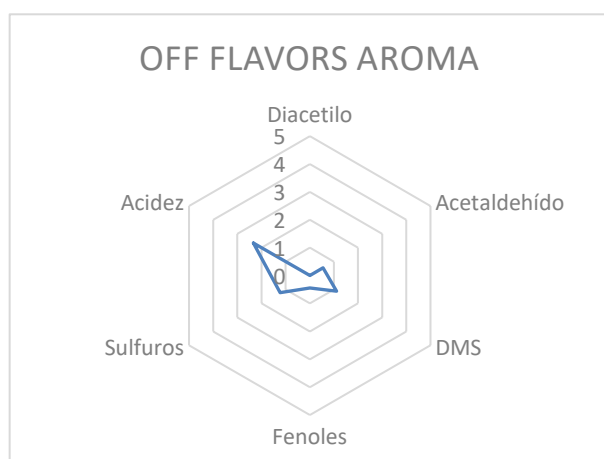 OFF FLAVORS AROMA
Diacetilo
5
4
3
2
1
0
Acetaldehído
DMS
Fenoles
Sulfuros
Acidez